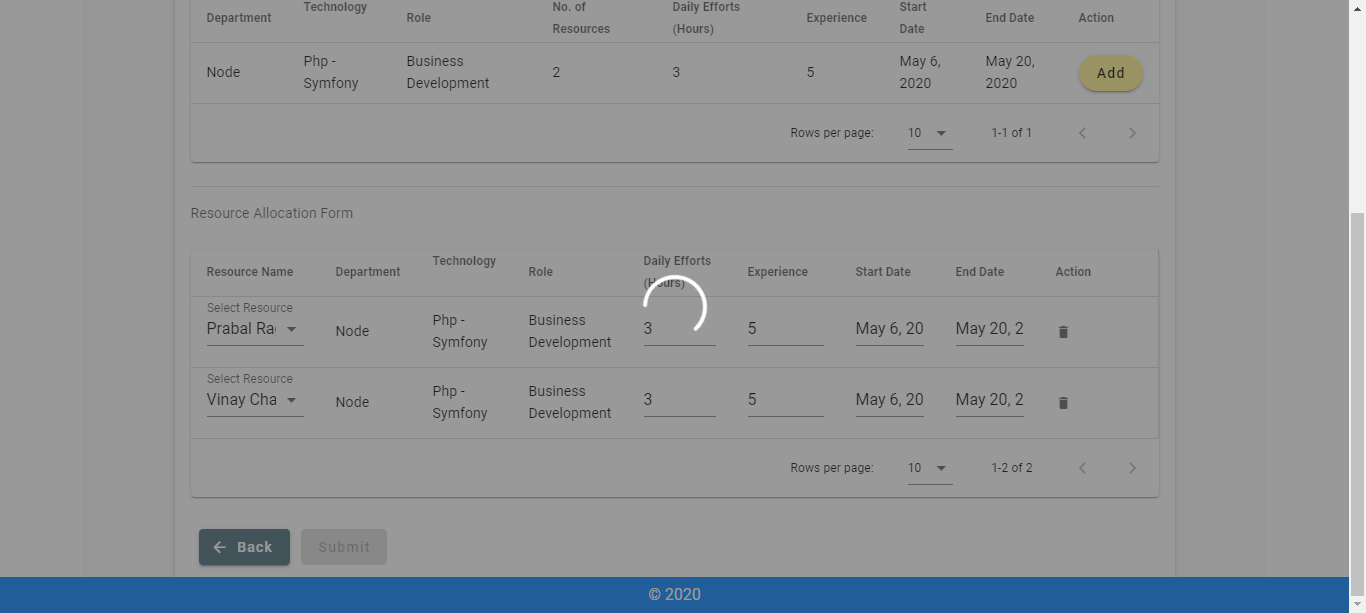 Department Technology Role No. of Resources Daily Efforts (Hours) Experience Start Date End Date Action
Node Php - Symfony Business Development 2 3 5 May 6, 2020 May 20, 2020 Add
Rows per page: 10 1-1 of 1
Resource Allocation Form
Resource Name Department Technology Role Daily Efforts (Hours) Experience Start Date End Date Action
Select Resource
Prabal Ra Node Php - Symfony Business Development 3 5 May 6, 20 May 20, 2
Select Resource
Vinay Cha Node Php - Symfony Business Development 3 5 May 6, 20 May 20, 2
Rows per page: 10 1-2 of 2
Back Submit
© 2020